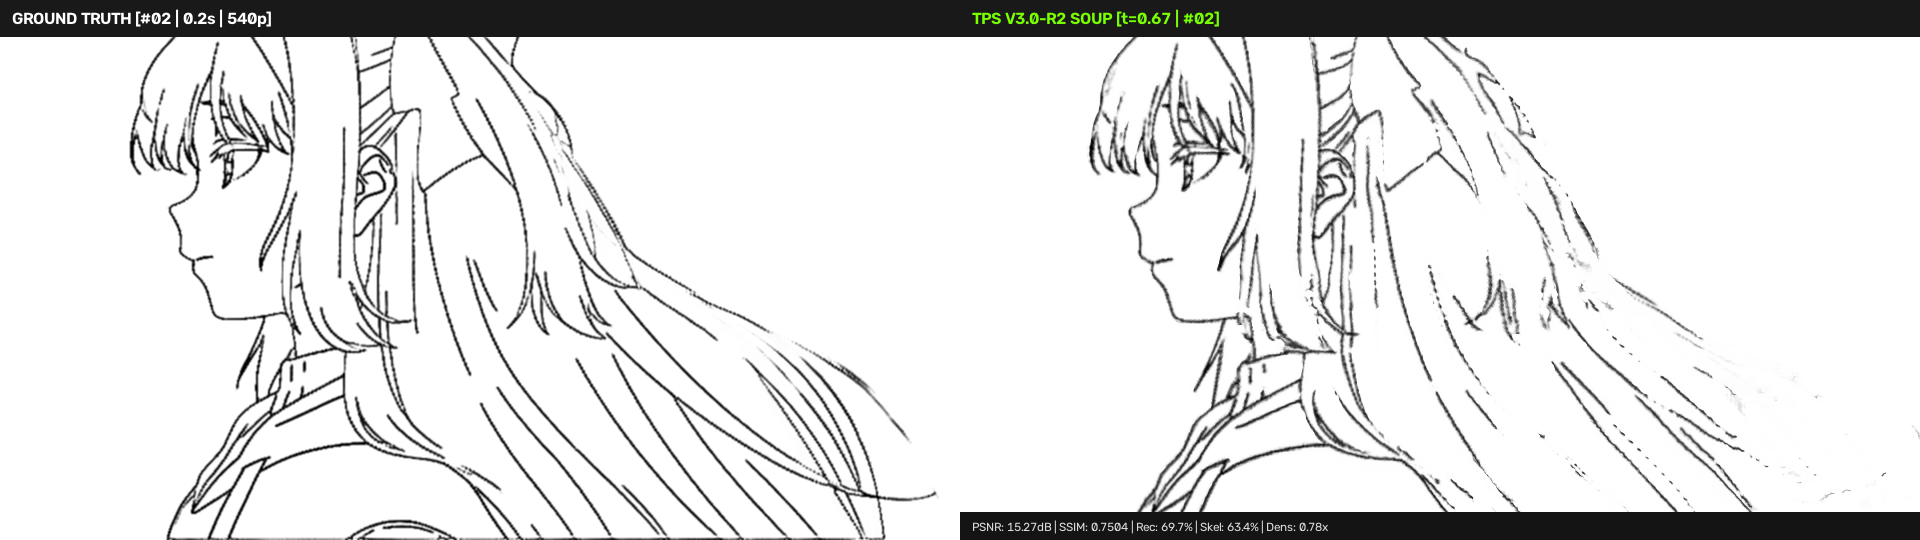 GROUND TRUTH [#02 | 0.2s | 540p]
TPS V3.0-R2 SOUP [t=0.67 | #02]
PSNR: 15.27dB | SSIM: 0.7504 | Rec: 69.7% | Skel: 63.4% | Dens: 0.78x